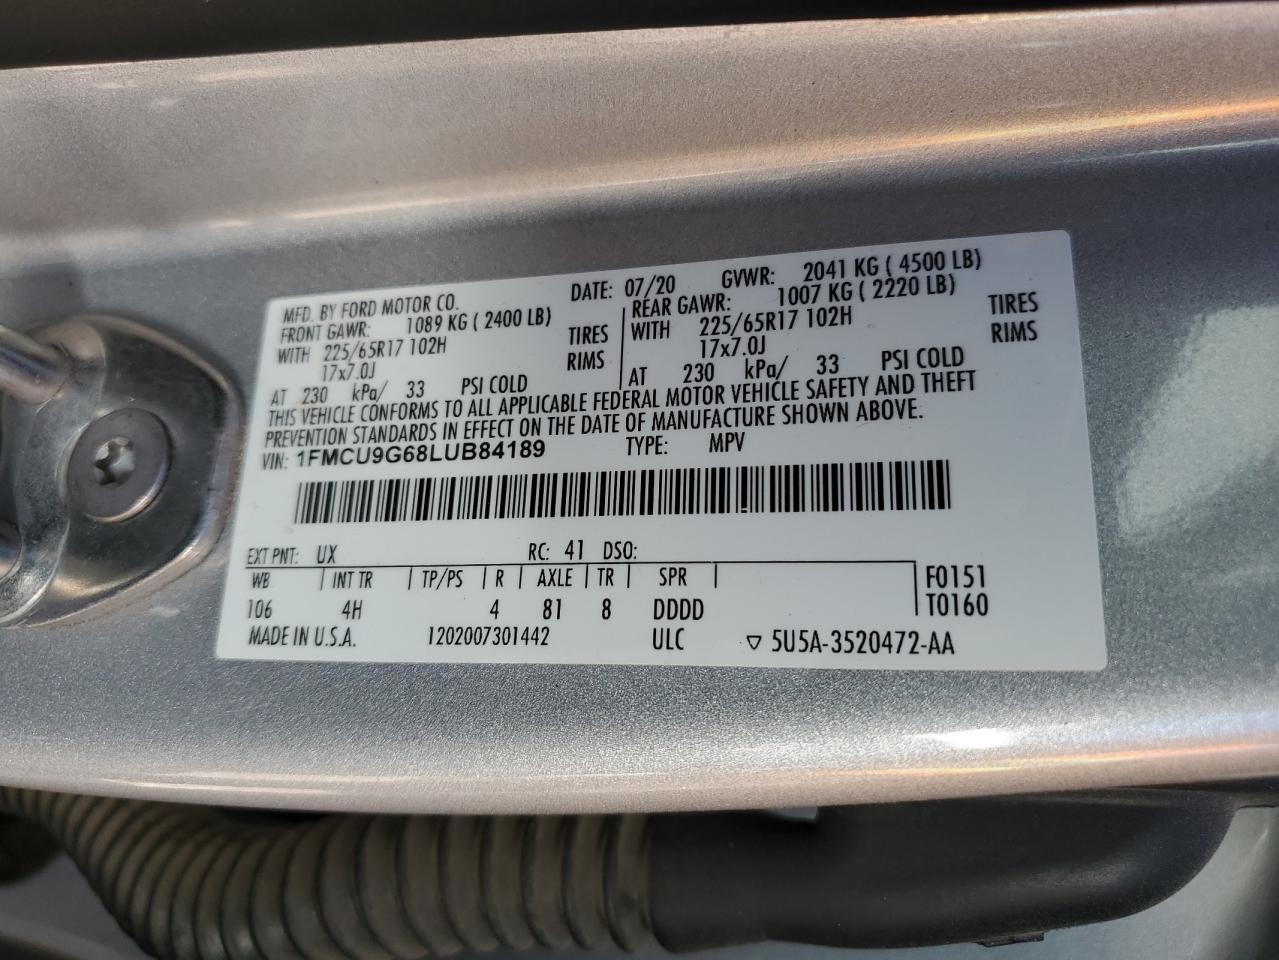 MFD. BY FORD MOTOR CO. DATE: 07/20 GVWR: 2041 KG ( 4500 LB)
FRONT GAWR: 1089 KG ( 2400 LB) REAR GAWR: 1007 KG ( 2220 LB)
WITH 225/65R17 102H TIRES WITH 225/65R17 102H TIRES
17x7.0J RIMS 17x7.0J RIMS
AT 230 kPa/ 33 PSI COLD AT 230 kPa/ 33 PSI COLD
THIS VEHICLE CONFORMS TO ALL APPLICABLE FEDERAL MOTOR VEHICLE SAFETY AND THEFT
PREVENTION STANDARDS IN EFFECT ON THE DATE OF MANUFACTURE SHOWN ABOVE.
VIN: 1FMCU9G68LUB84189 TYPE: MPV
EXT PNT: UX RC: 41 DSO:
WB INT TR TP/PS R AXLE TR SPR F0151
106 4H 4 81 8 DDDD T0160
MADE IN U.S.A. 1202007301442 ULC ▽ 5U5A-3520472-AA